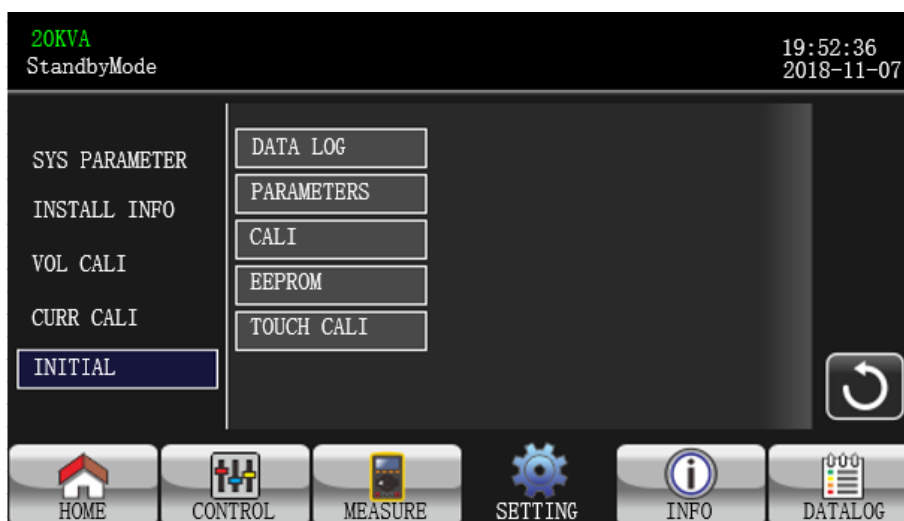 20KVA
StandbyMode
19:52:36
2018-11-07
SYS PARAMETER
INSTALL INFO
VOL CALI
CURR CALI
INITIAL
DATA LOG
PARAMETERS
CALI
EEPROM
TOUCH CALI
HOME
CONTROL
MEASURE
SETTING
INFO
DATALOG